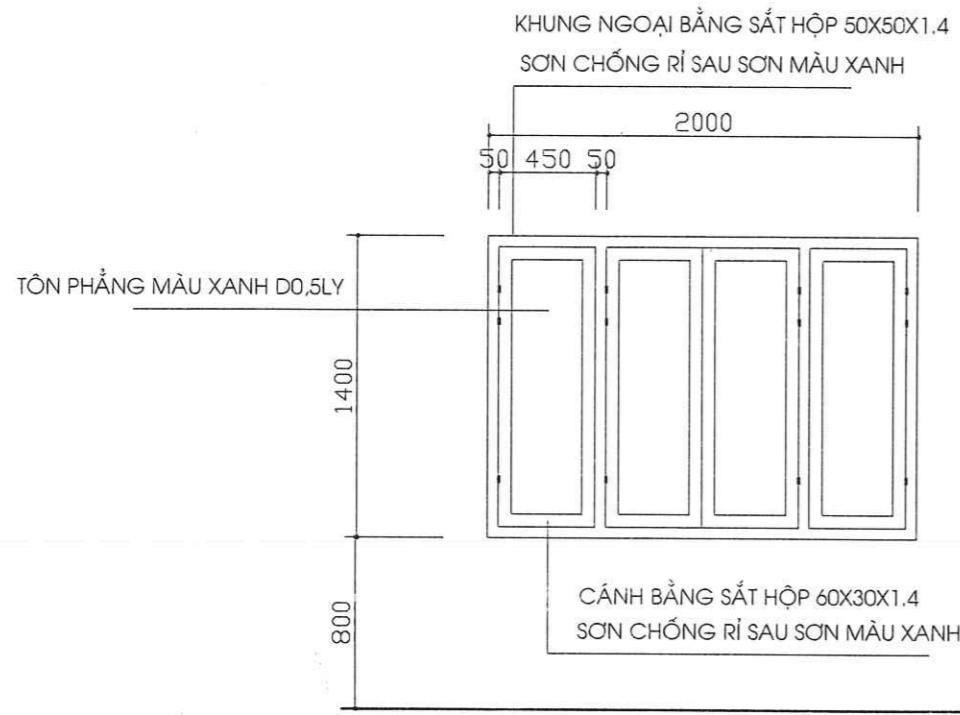 KHUNG NGOẠI BẰNG SẮT HỘP 50X50X1.4
SƠN CHỐNG RỈ SAU SƠN MÀU XANH
2000
50 450 50
TÔN PHẲNG MÀU XANH D0,5LY
1400
CÁNH BẰNG SẮT HỘP 60X30X1.4
SƠN CHỐNG RỈ SAU SƠN MÀU XANH
800